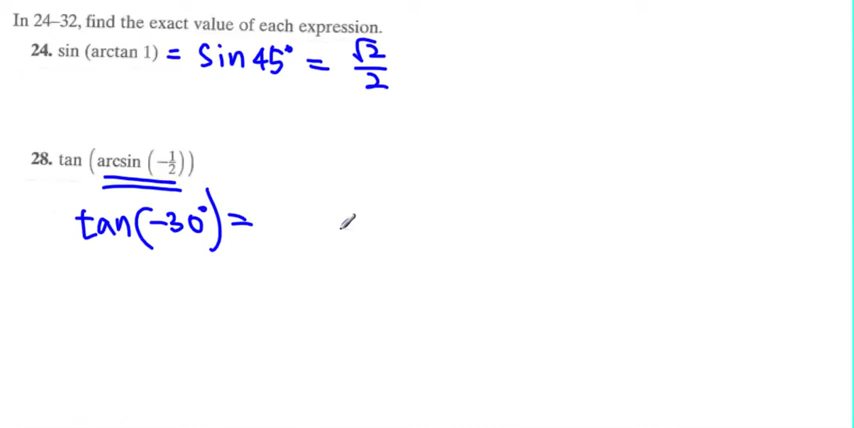 In 24–32, find the exact value of each expression.
24. sin (arctan 1) = sin 45° = √2/2
28. tan (arcsin (−1/2))
tan(−30°) =